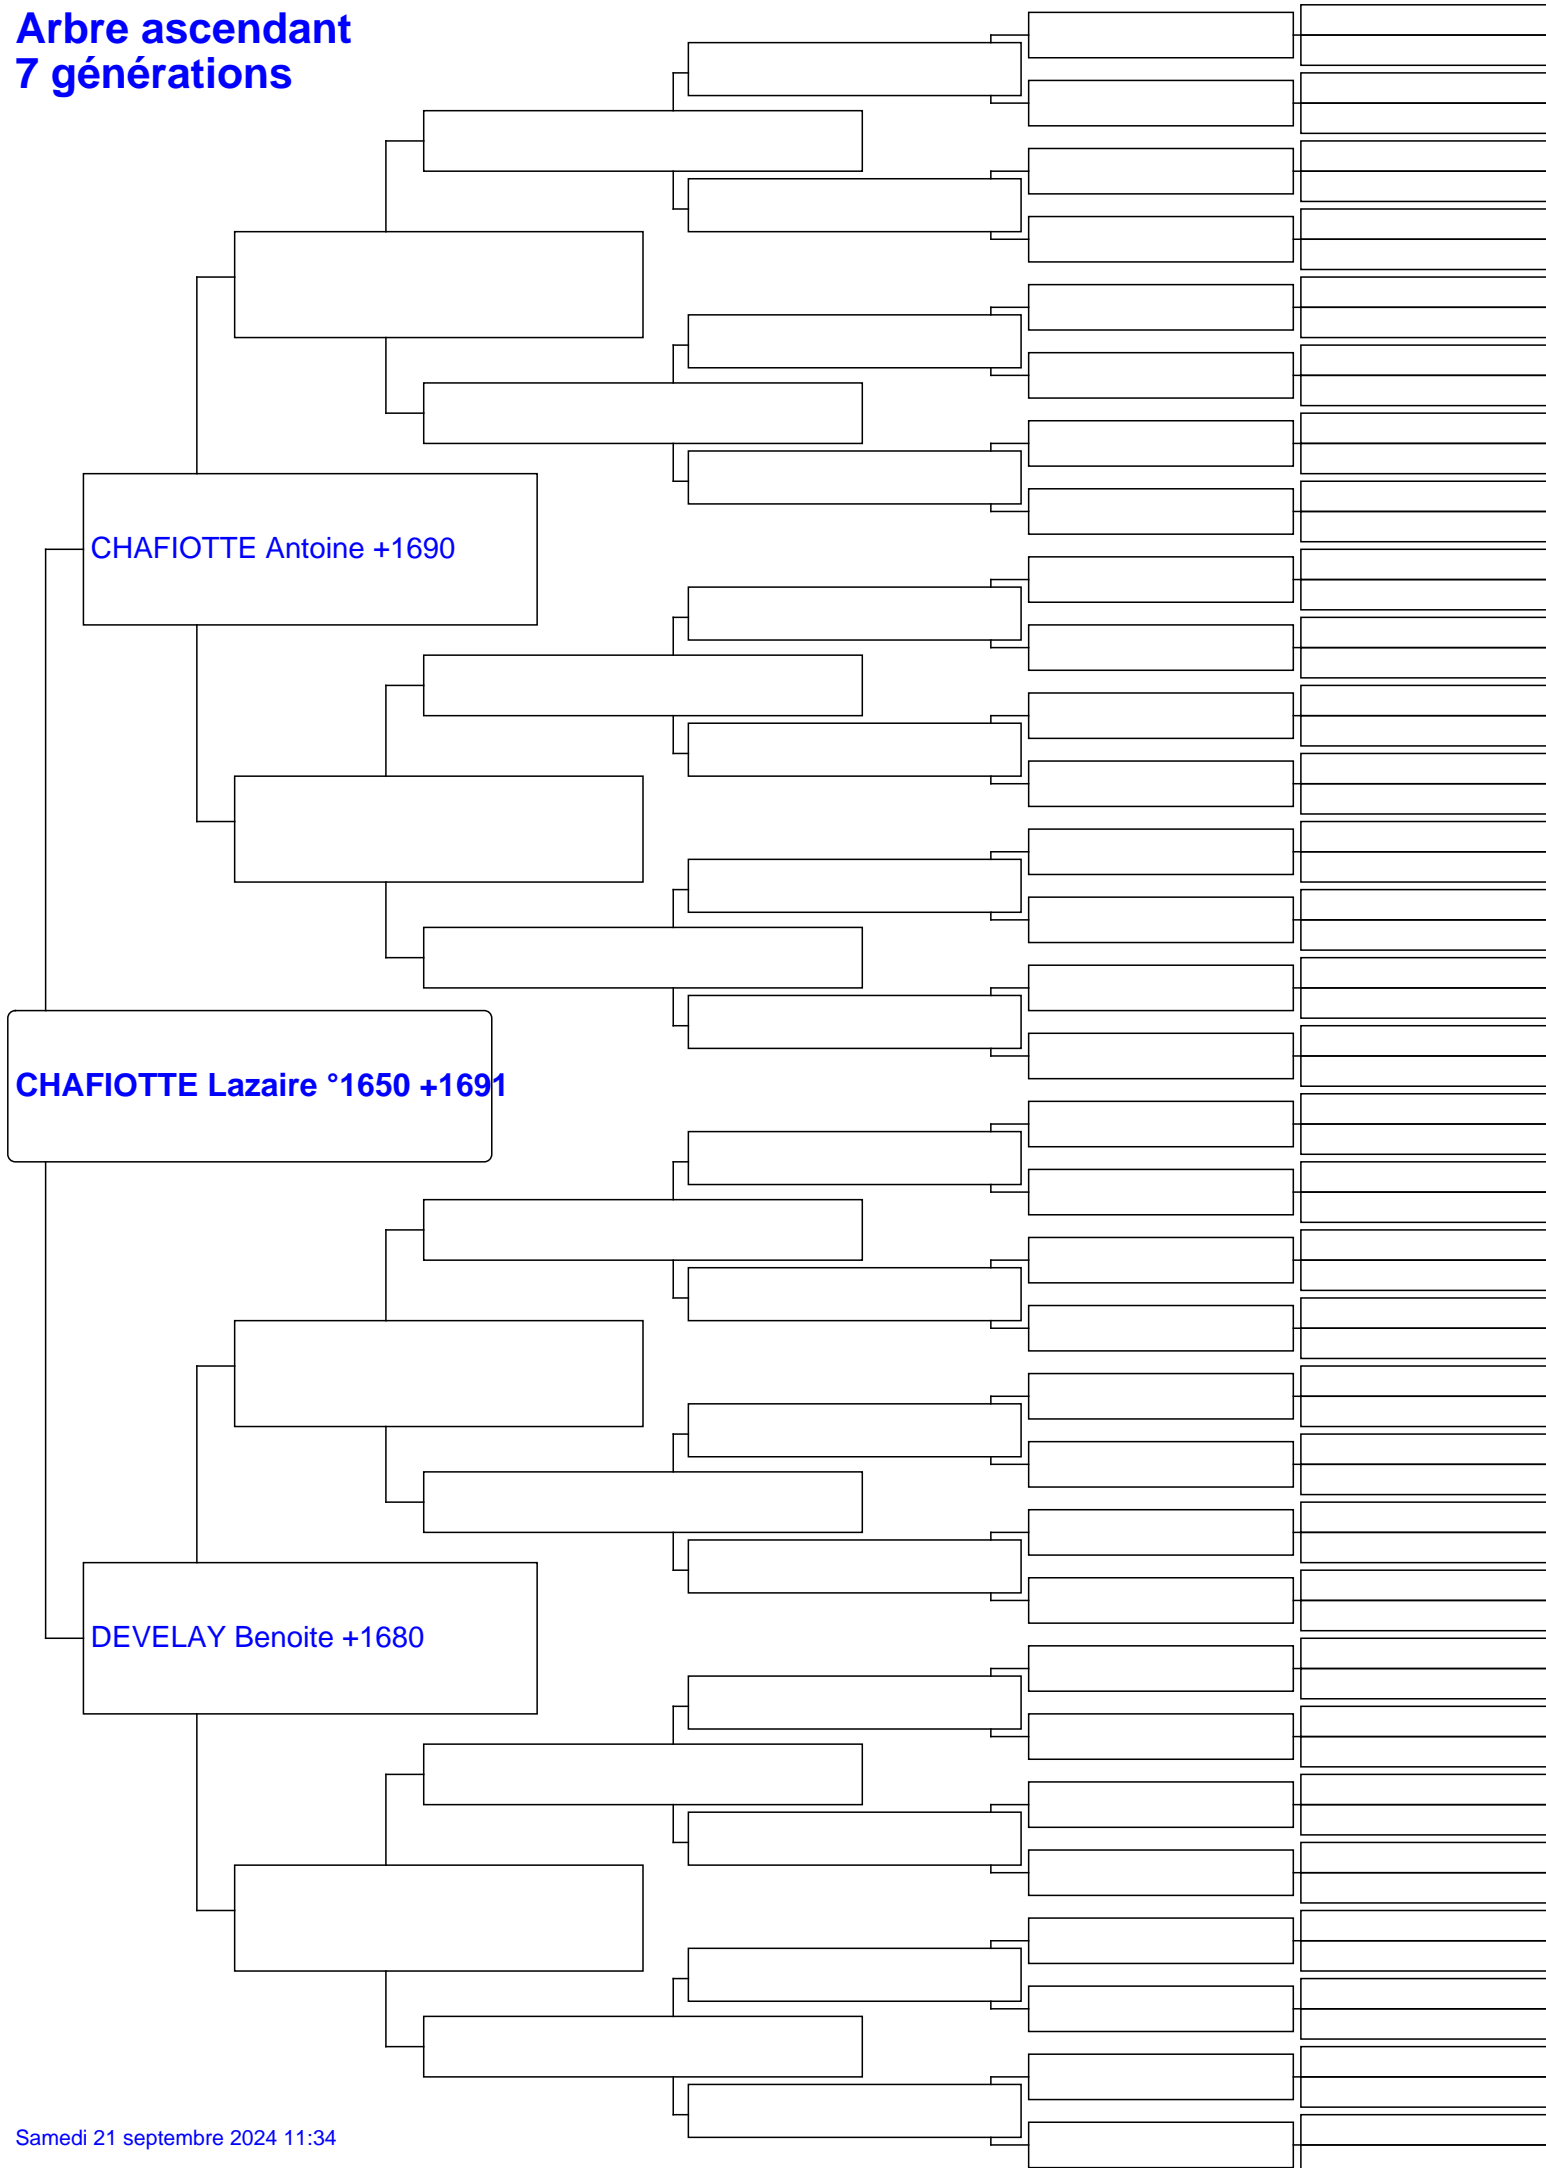 Arbre ascendant
7 générations
CHAFIOTTE Antoine +1690
CHAFIOTTE Lazaire °1650 +1691
DEVELAY Benoite +1680
Samedi 21 septembre 2024 11:34